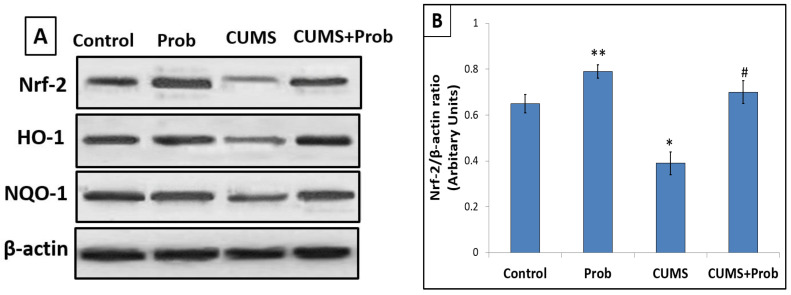 A
Control Prob CUMS CUMS+Prob
Nrf-2
HO-1
NQO-1
β-actin
B
Nrf-2/β-actin ratio
(Arbitary Units)
1
0.8
0.6
0.4
0.2
0
**
*
#
Control Prob CUMS CUMS+Prob